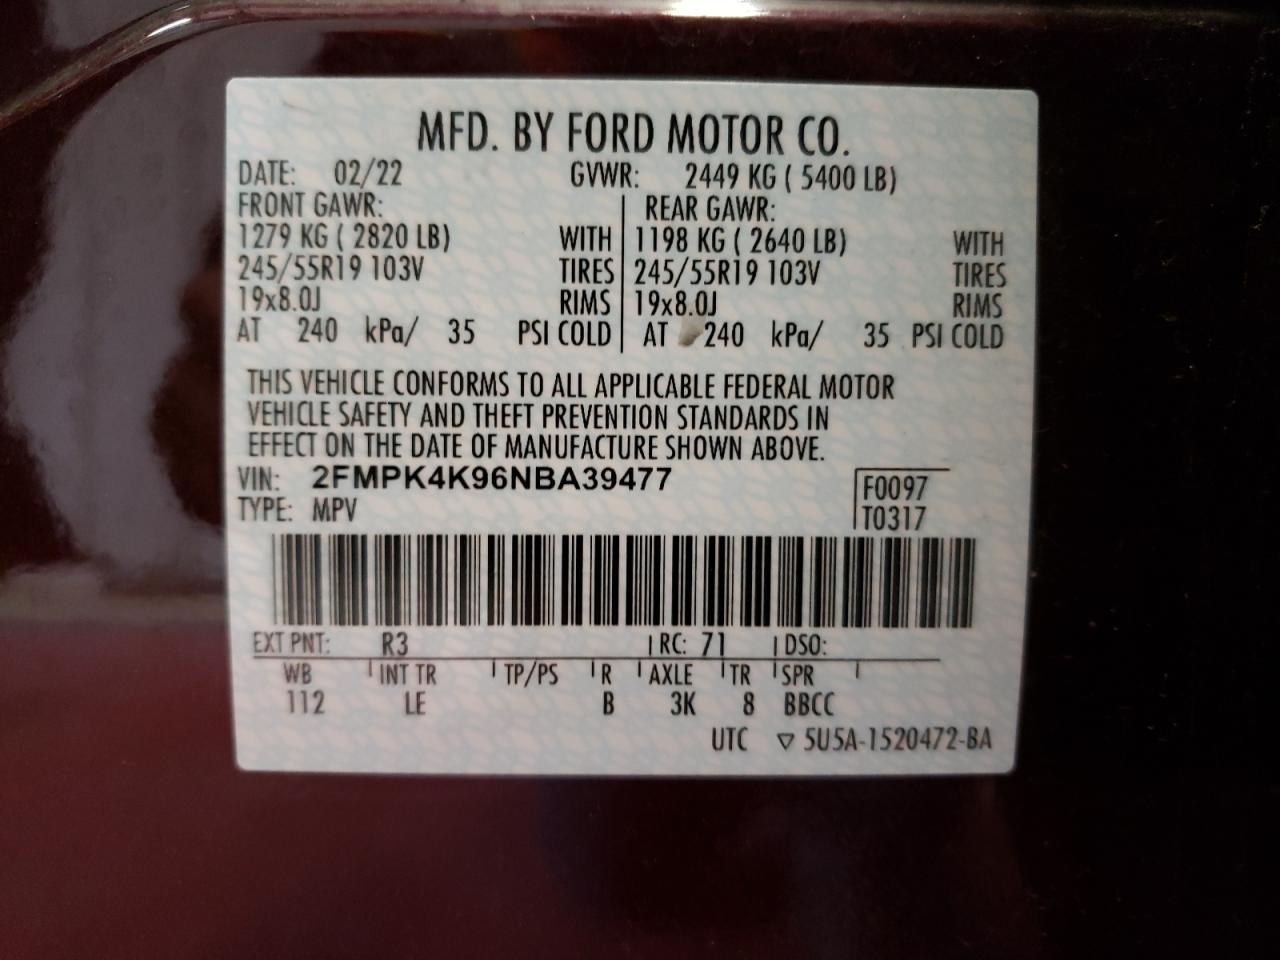 MFD. BY FORD MOTOR CO.
DATE: 02/22 GVWR: 2449 KG ( 5400 LB)
FRONT GAWR: REAR GAWR:
1279 KG ( 2820 LB) WITH 1198 KG ( 2640 LB) WITH
245/55R19 103V TIRES 245/55R19 103V TIRES
19x8.0J RIMS 19x8.0J RIMS
AT 240 kPa/ 35 PSI COLD AT 240 kPa/ 35 PSI COLD
THIS VEHICLE CONFORMS TO ALL APPLICABLE FEDERAL MOTOR
VEHICLE SAFETY AND THEFT PREVENTION STANDARDS IN
EFFECT ON THE DATE OF MANUFACTURE SHOWN ABOVE.
VIN: 2FMPK4K96NBA39477 F0097
TYPE: MPV T0317
EXT PNT: R3 RC: 71 DSO:
WB INT TR TP/PS R AXLE TR SPR
112 LE B 3K 8 BBCC
UTC ▽ 5U5A-1520472-BA